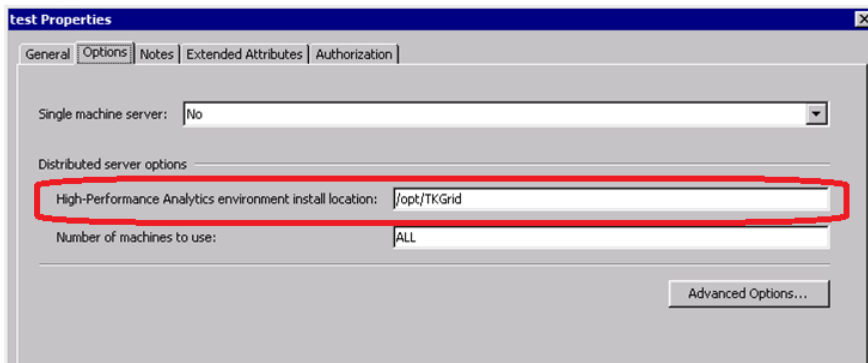 test Properties
General Options Notes Extended Attributes Authorization
Single machine server: No
Distributed server options
High-Performance Analytics environment install location: /opt/TKGrid
Number of machines to use: ALL
Advanced Options...